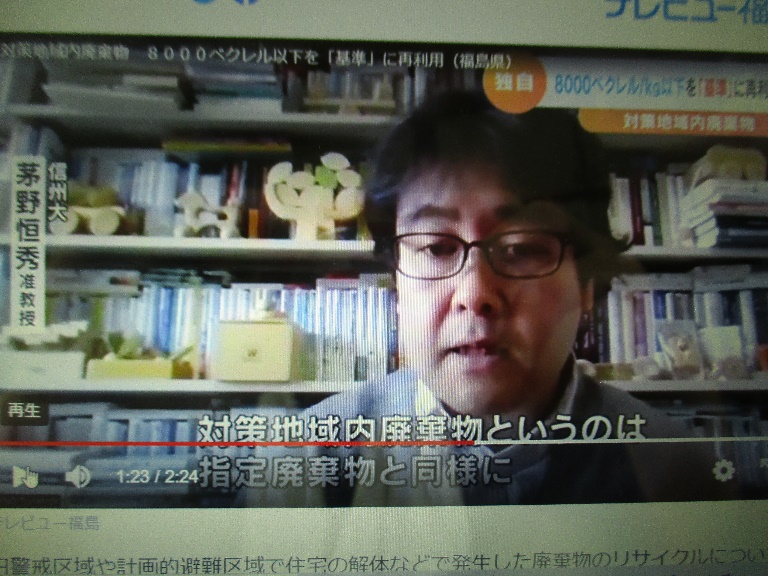 テレビュー福
対策地域内廃棄物 8000ベクレル以下を「基準」に再利用（福島県）
独自
8000ベクレル/kg以下を「基準」に再利
対策地域内廃棄物
信州大
茅野恒秀 准教授
再生
対策地域内廃棄物というのは
指定廃棄物と同様に
1:23 / 2:24
テレビュー福島
旧警戒区域や計画的避難区域で住宅の解体などで発生した廃棄物のリサイクルについ